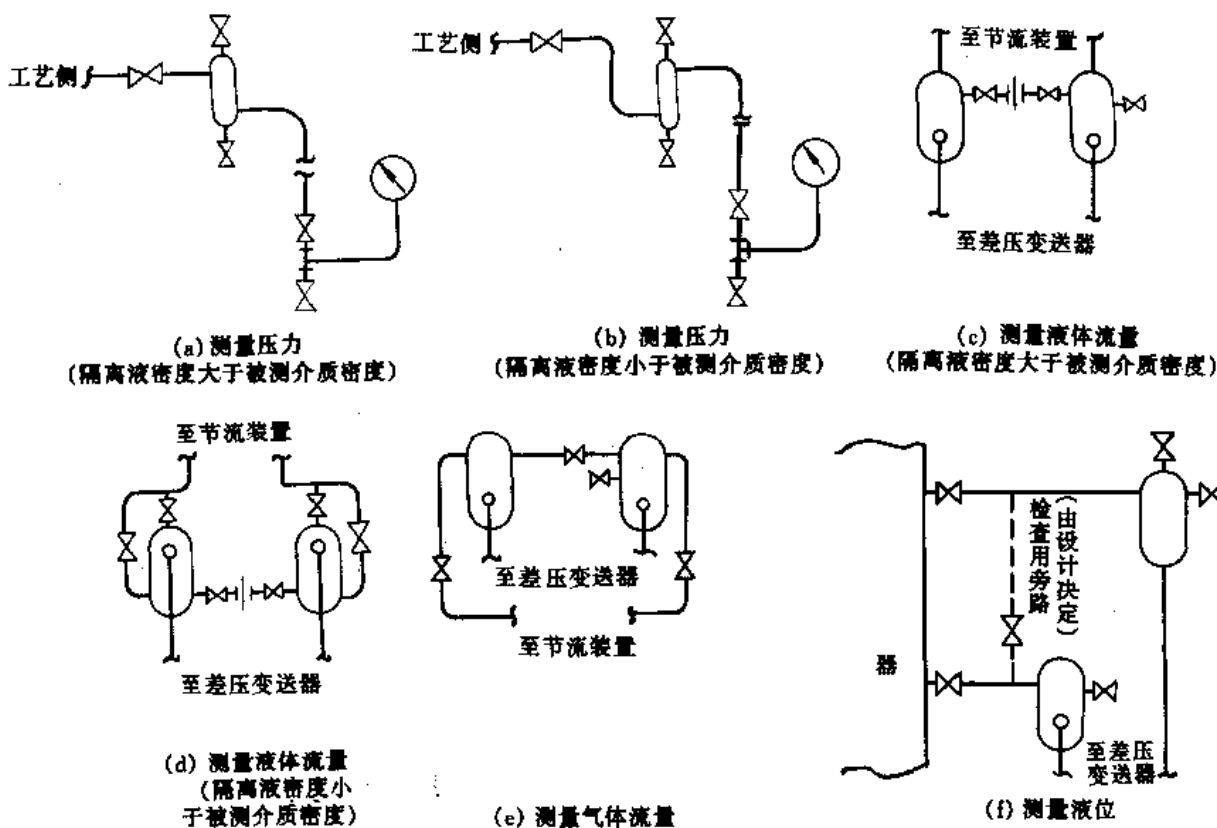 工艺侧
(a) 测量压力
(隔离液密度大于被测介质密度)
工艺侧
(b) 测量压力
(隔离液密度小于被测介质密度)
至节流装置
至差压变送器
(c) 测量液体流量
(隔离液密度大于被测介质密度)
至节流装置
至差压变送器
(d) 测量液体流量
(隔离液密度小
于被测介质密度)
至差压变送器
至节流装置
(e) 测量气体流量
器
(由设计决定)
检查用旁路
至差压
变送器
(f) 测量液位